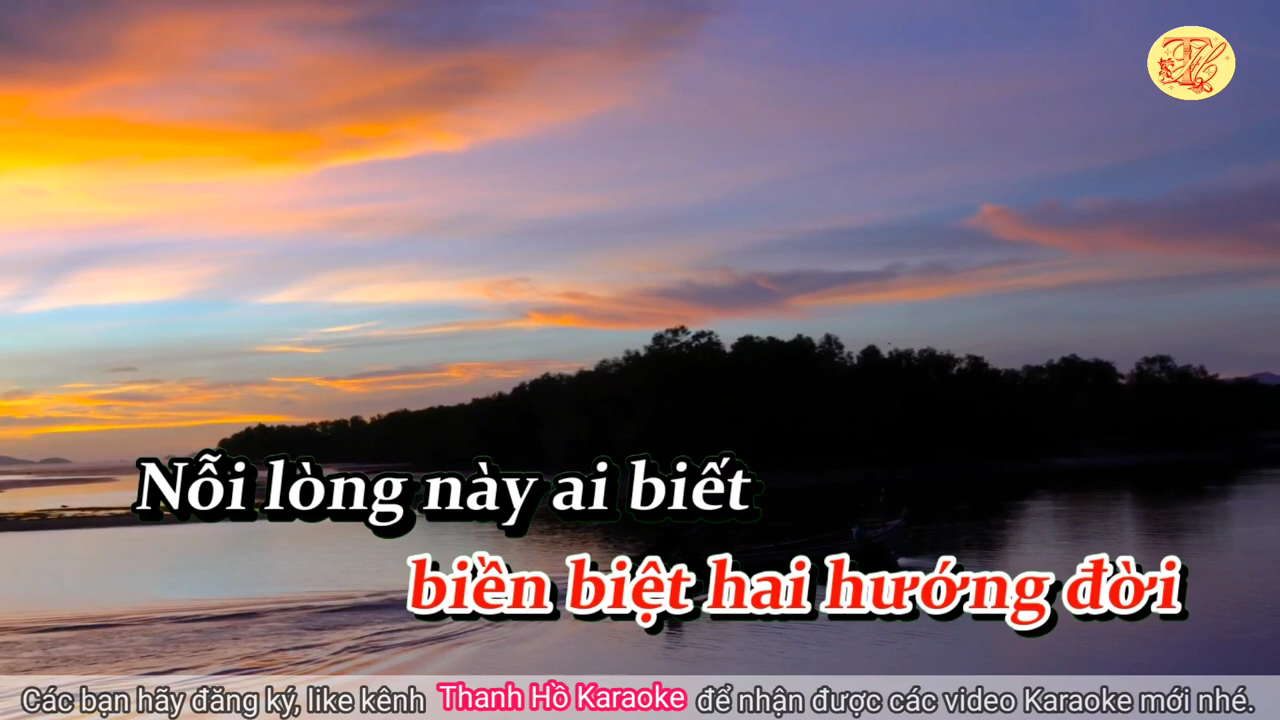 Nỗi lòng này ai biết
biền biệt hai hướng đời
Các bạn hãy đăng ký, like kênh Thanh Hồ Karaoke để nhận được các video Karaoke mới nhé.